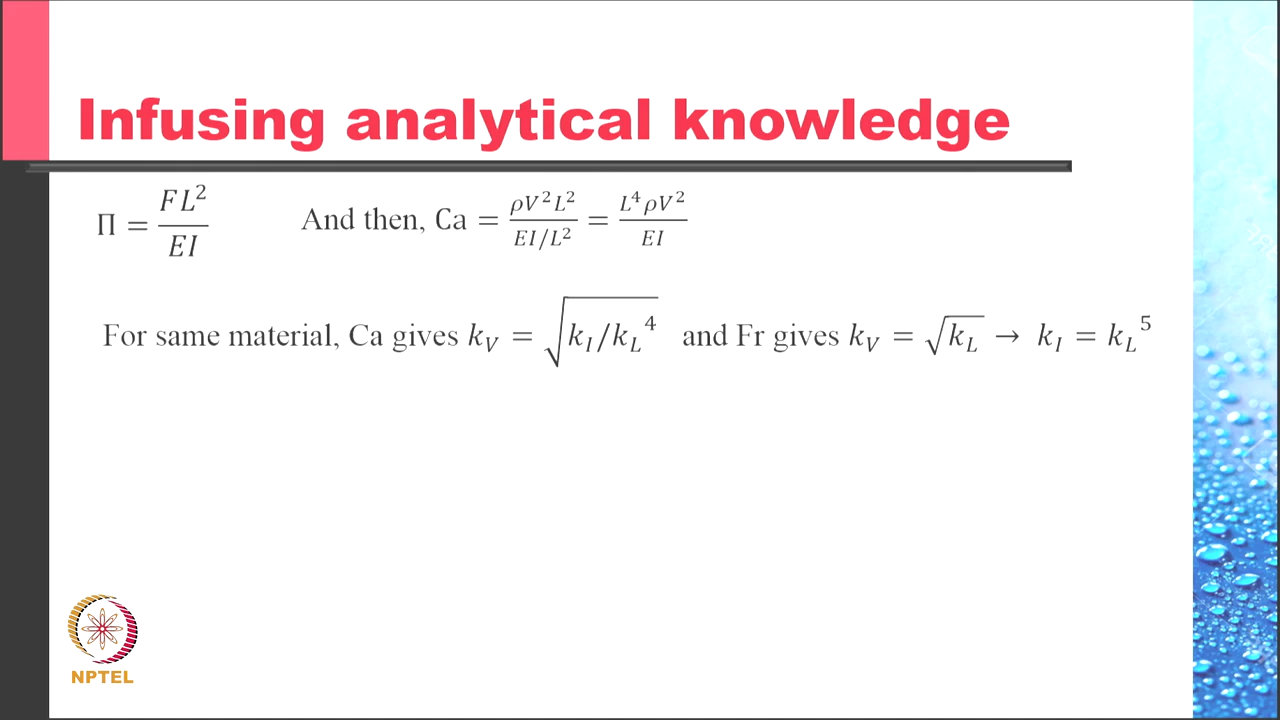 Infusing analytical knowledge
Π = FL²/EI And then, Ca = ρV²L²/(EI/L²) = L⁴ρV²/EI
For same material, Ca gives k_V = √(k_I/k_L⁴) and Fr gives k_V = √k_L → k_I = k_L⁵
NPTEL